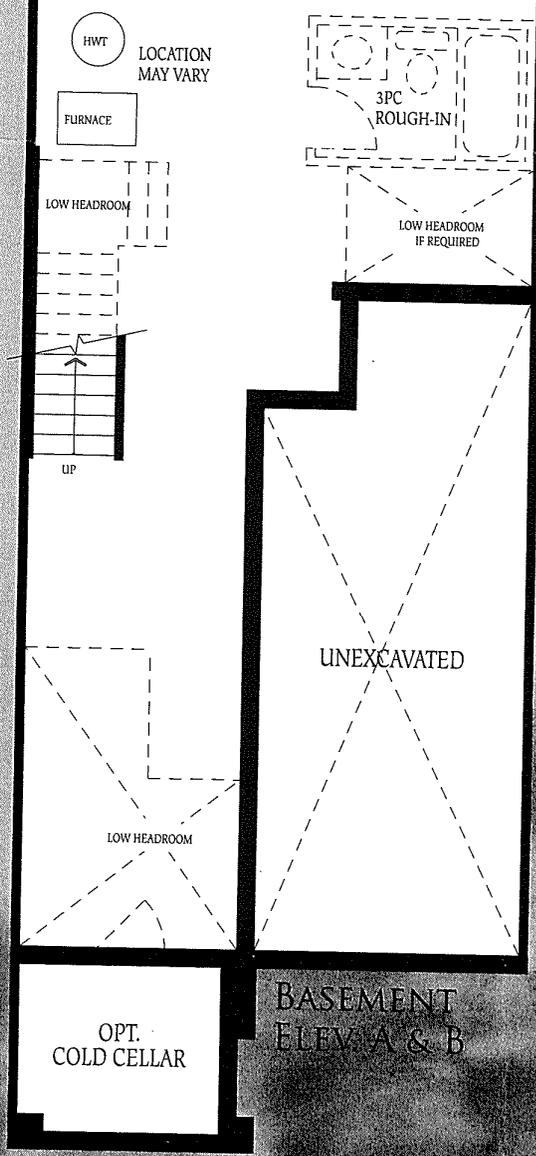 HWT
LOCATION
MAY VARY
FURNACE
3PC
ROUGH-IN
LOW HEADROOM
LOW HEADROOM
IF REQUIRED
UP
UNEXCAVATED
LOW HEADROOM
BASEMENT
ELEV. A & B
OPT.
COLD CELLAR